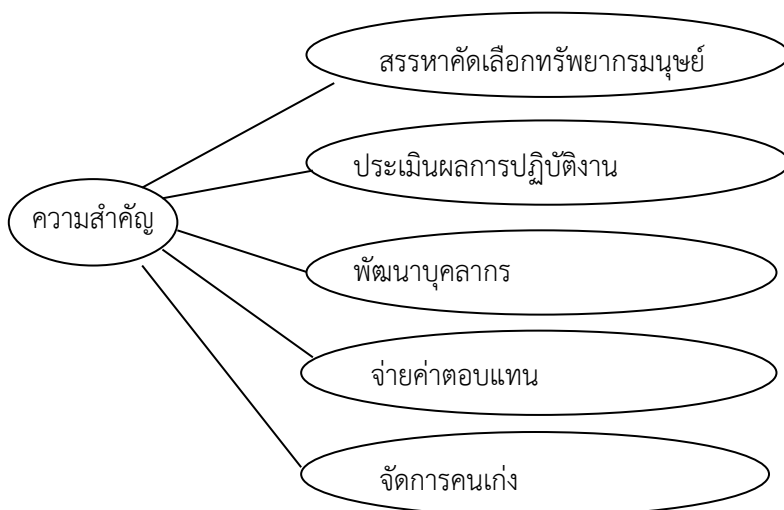 สรรหาคัดเลือกทรัพยากรมนุษย์
ประเมินผลการปฏิบัติงาน
ความสำคัญ
พัฒนาบุคลากร
จ่ายค่าตอบแทน
จัดการคนเก่ง